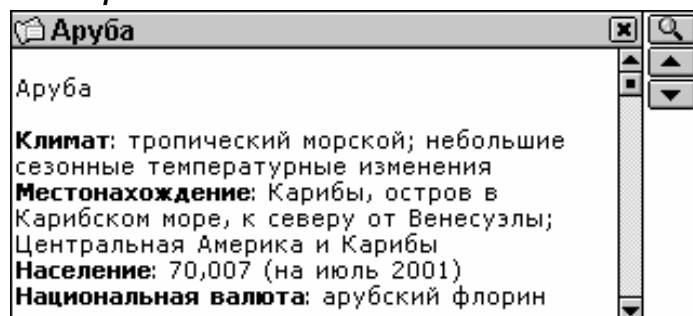 Аруба
Аруба
Климат: тропический морской; небольшие
сезонные температурные изменения
Местонахождение: Карибы, остров в
Карибском море, к северу от Венесуэлы;
Центральная Америка и Карибы
Население: 70,007 (на июль 2001)
Национальная валюта: арубский флорин